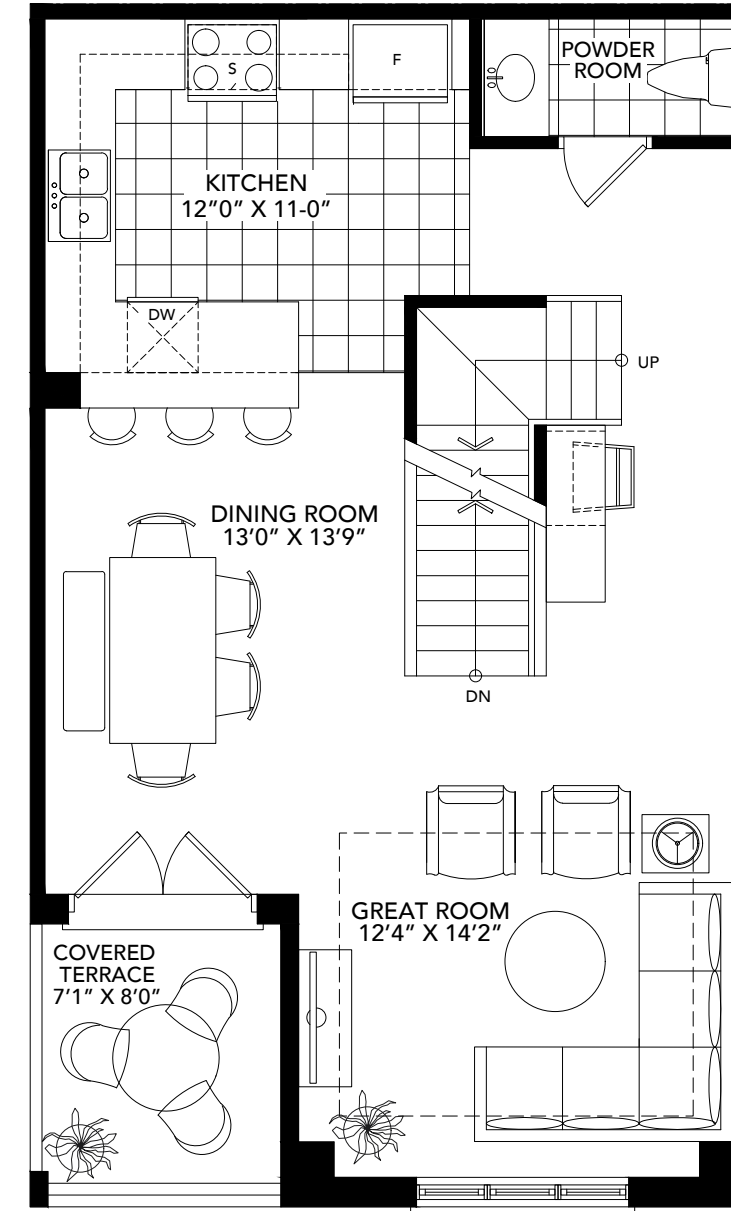 POWDER
ROOM
S
F
KITCHEN
12”0” X 11-0”
DW
UP
DINING ROOM
13’0” X 13’9”
DN
GREAT ROOM
12’4” X 14’2”
COVERED
TERRACE
7’1” X 8’0”